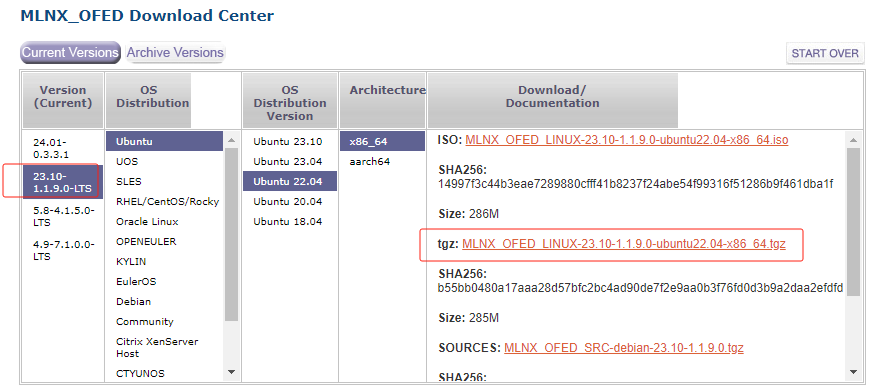 MLNX_OFED Download Center
Current Versions
Archive Versions
START OVER
Version
(Current)
OS
Distribution
OS
Distribution
Version
Architecture
Download/
Documentation
24.01-
0.3.3.1
23.10-
1.1.9.0-LTS
5.8-4.1.5.0-
LTS
4.9-7.1.0.0-
LTS
Ubuntu
UOS
SLES
RHEL/CentOS/Rocky
Oracle Linux
OPENEULER
KYLIN
EulerOS
Debian
Community
Citrix XenServer
Host
CTYUNOS
Ubuntu 23.10
Ubuntu 23.04
Ubuntu 22.04
Ubuntu 20.04
Ubuntu 18.04
x86_64
aarch64
ISO: MLNX_OFED_LINUX-23.10-1.1.9.0-ubuntu22.04-x86_64.iso
SHA256:
14997f3c44b3eae7289880cfff41b8237f24abe54f99316f51286b9f461dba1f
Size: 286M
tgz: MLNX_OFED_LINUX-23.10-1.1.9.0-ubuntu22.04-x86_64.tgz
SHA256:
b55bb0480a17aaa28d57bfc2bc4ad90de7f2e9aa0b3f76fd0d3b9a2daa2efdfd
Size: 285M
SOURCES: MLNX_OFED_SRC-debian-23.10-1.1.9.0.tgz
SHA256: